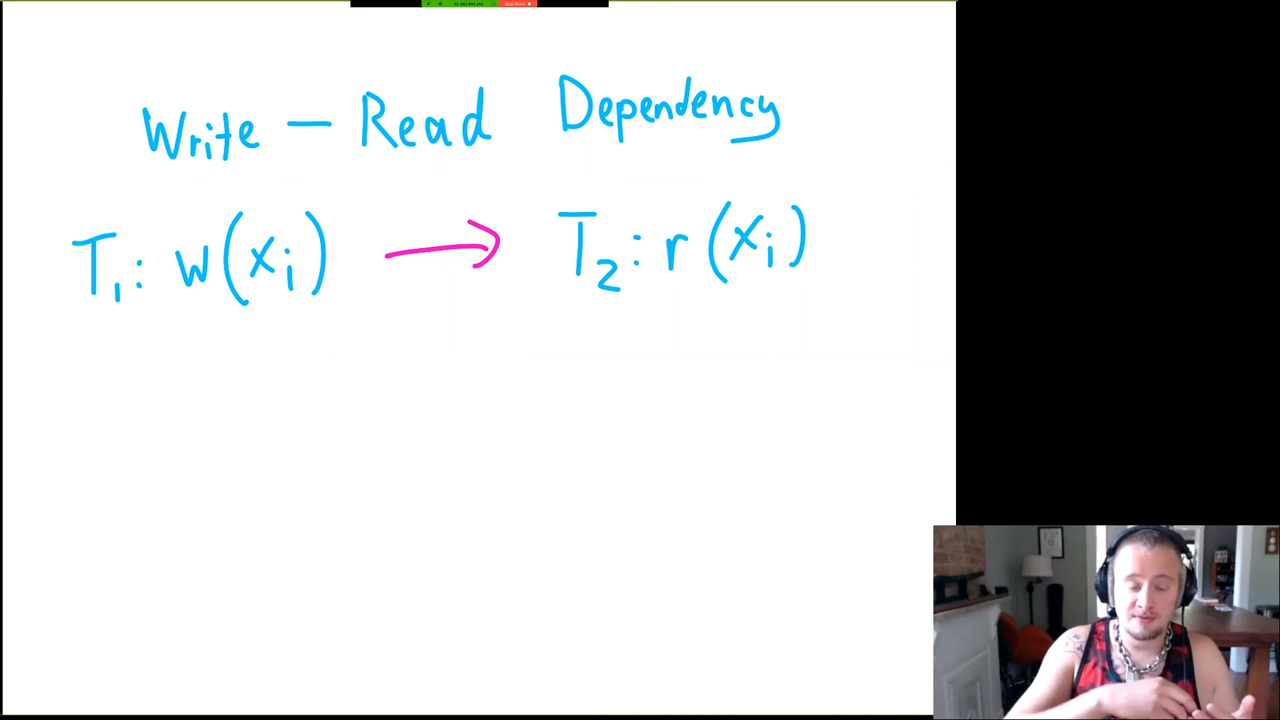 Write - Read Dependency
T₁: w(xᵢ) → T₂: r(xᵢ)